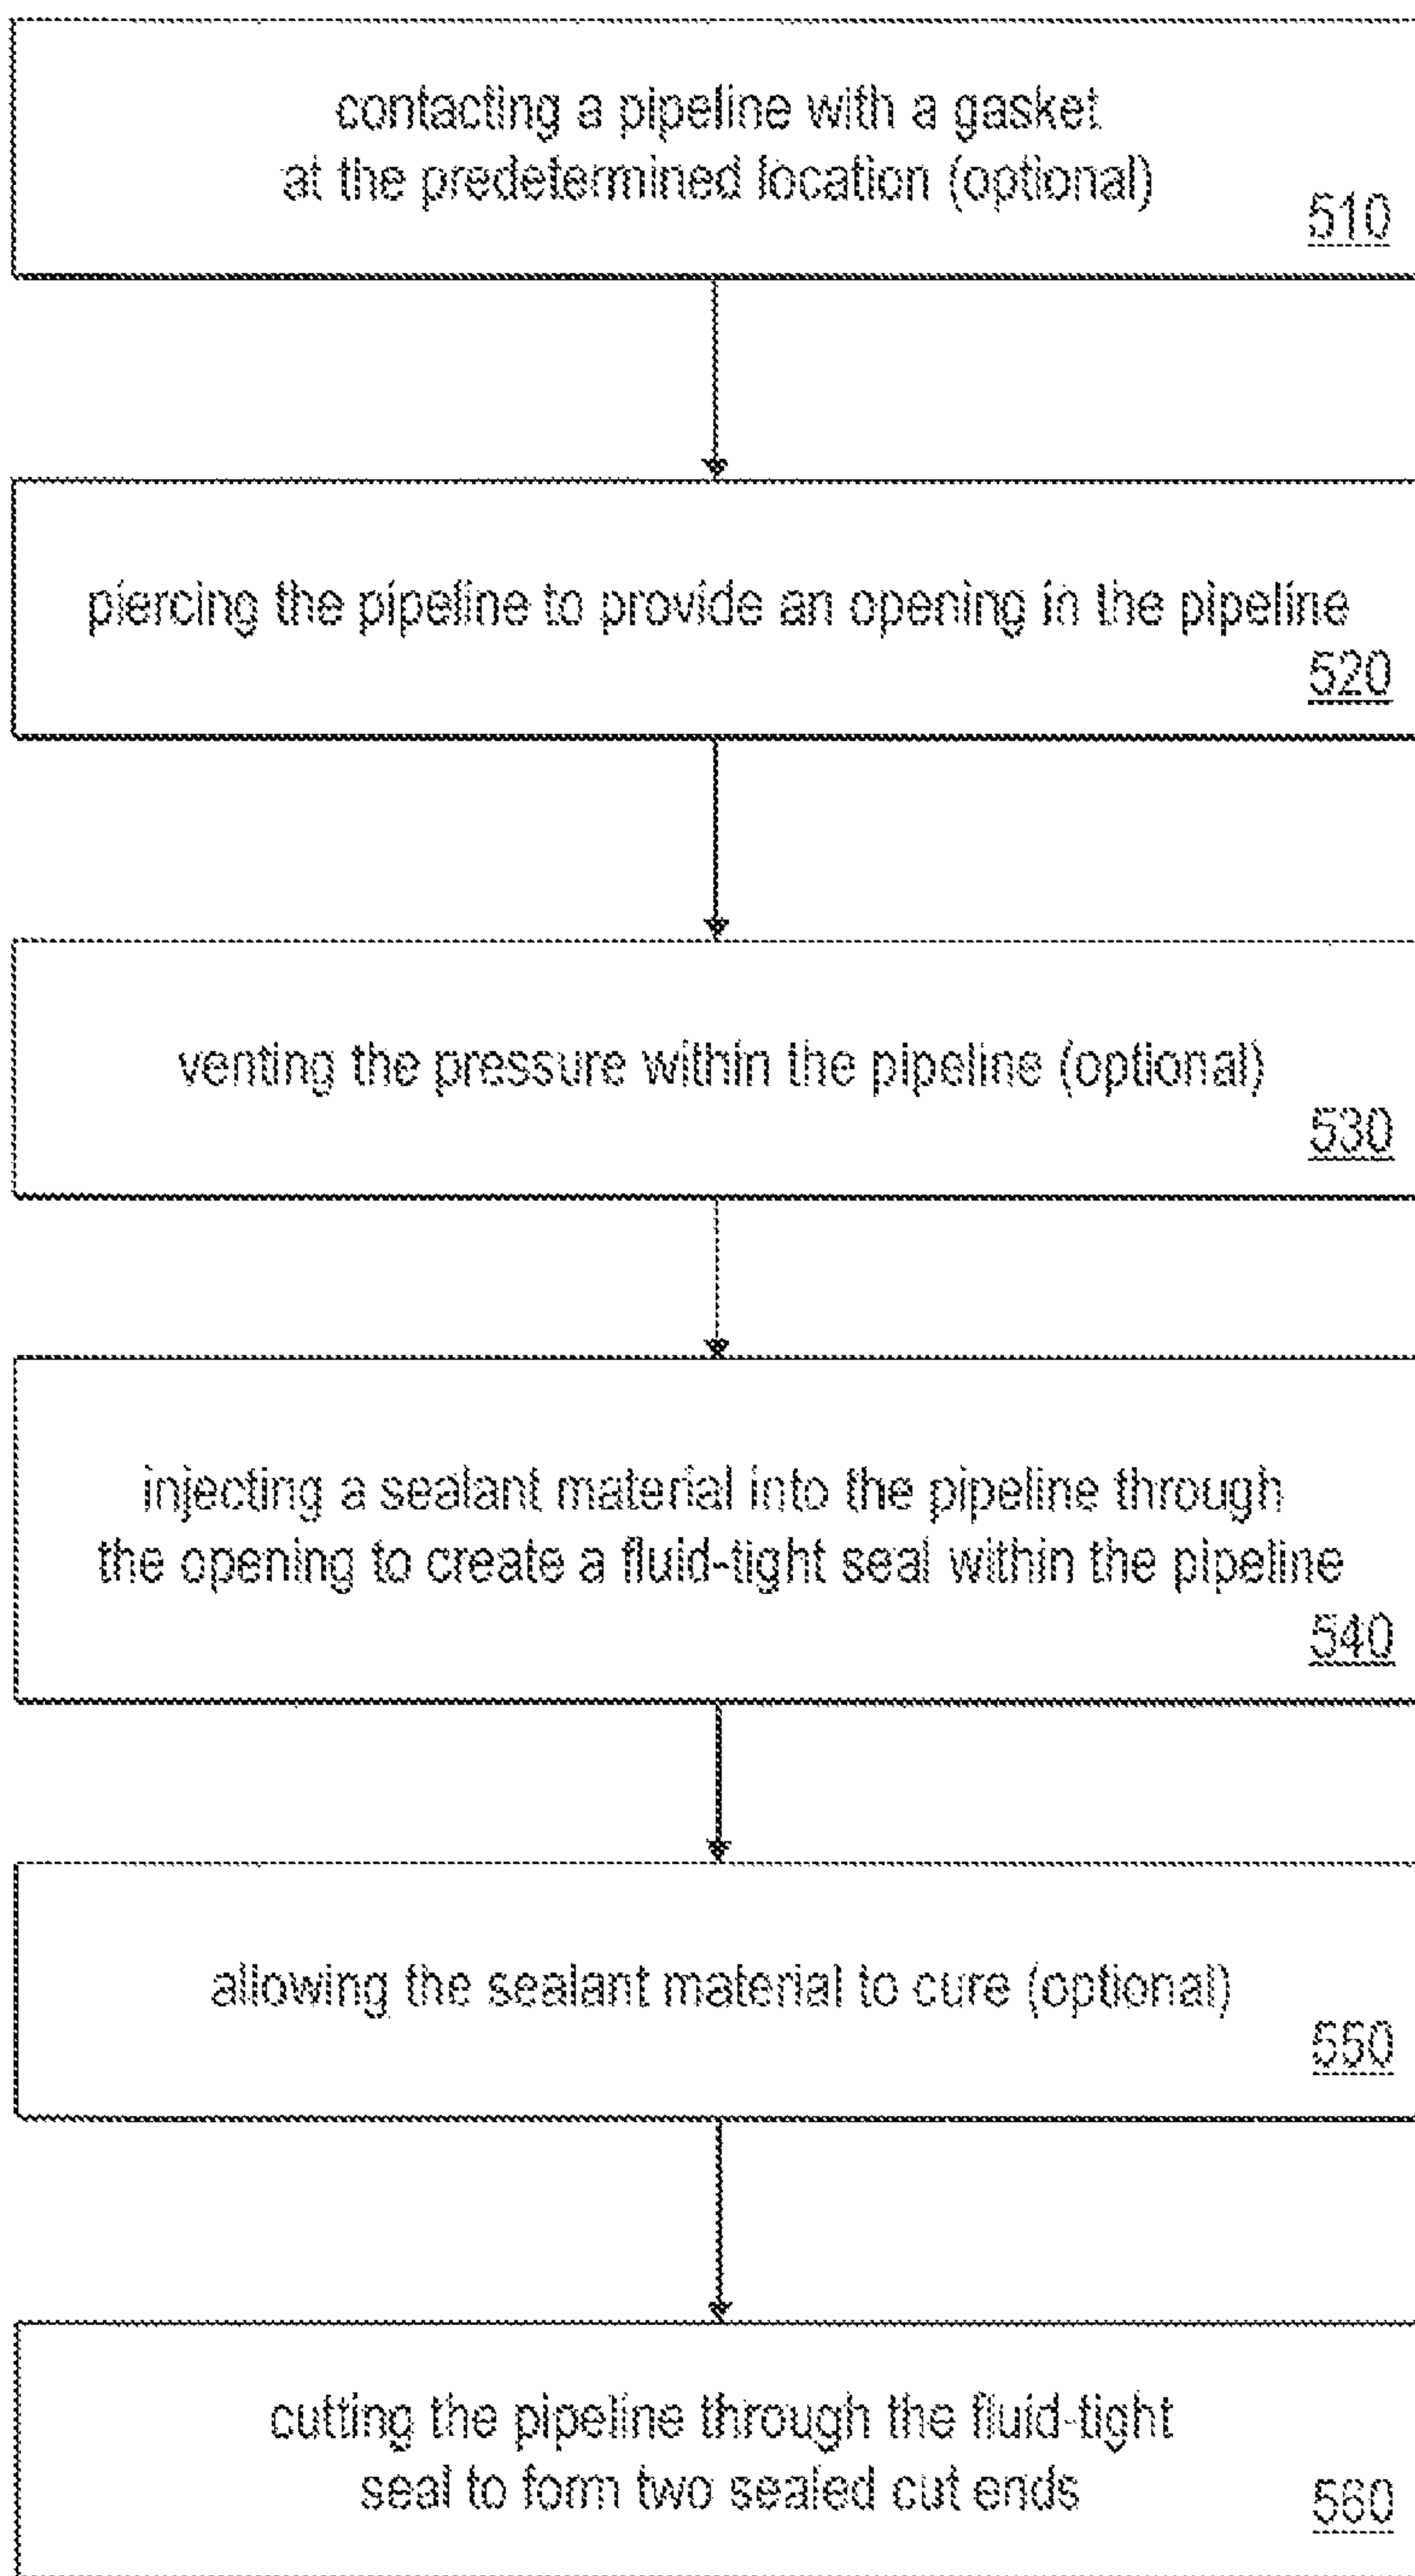 contacting a pipeline with a gasket
at the predetermined location (optional)
510
piercing the pipeline to provide an opening in the pipeline
520
venting the pressure within the pipeline (optional)
530
injecting a sealant material into the pipeline through
the opening to create a fluid-tight seal within the pipeline
540
allowing the sealant material to cure (optional)
550
cutting the pipeline through the fluid-tight
seal to form two sealed cut ends
560